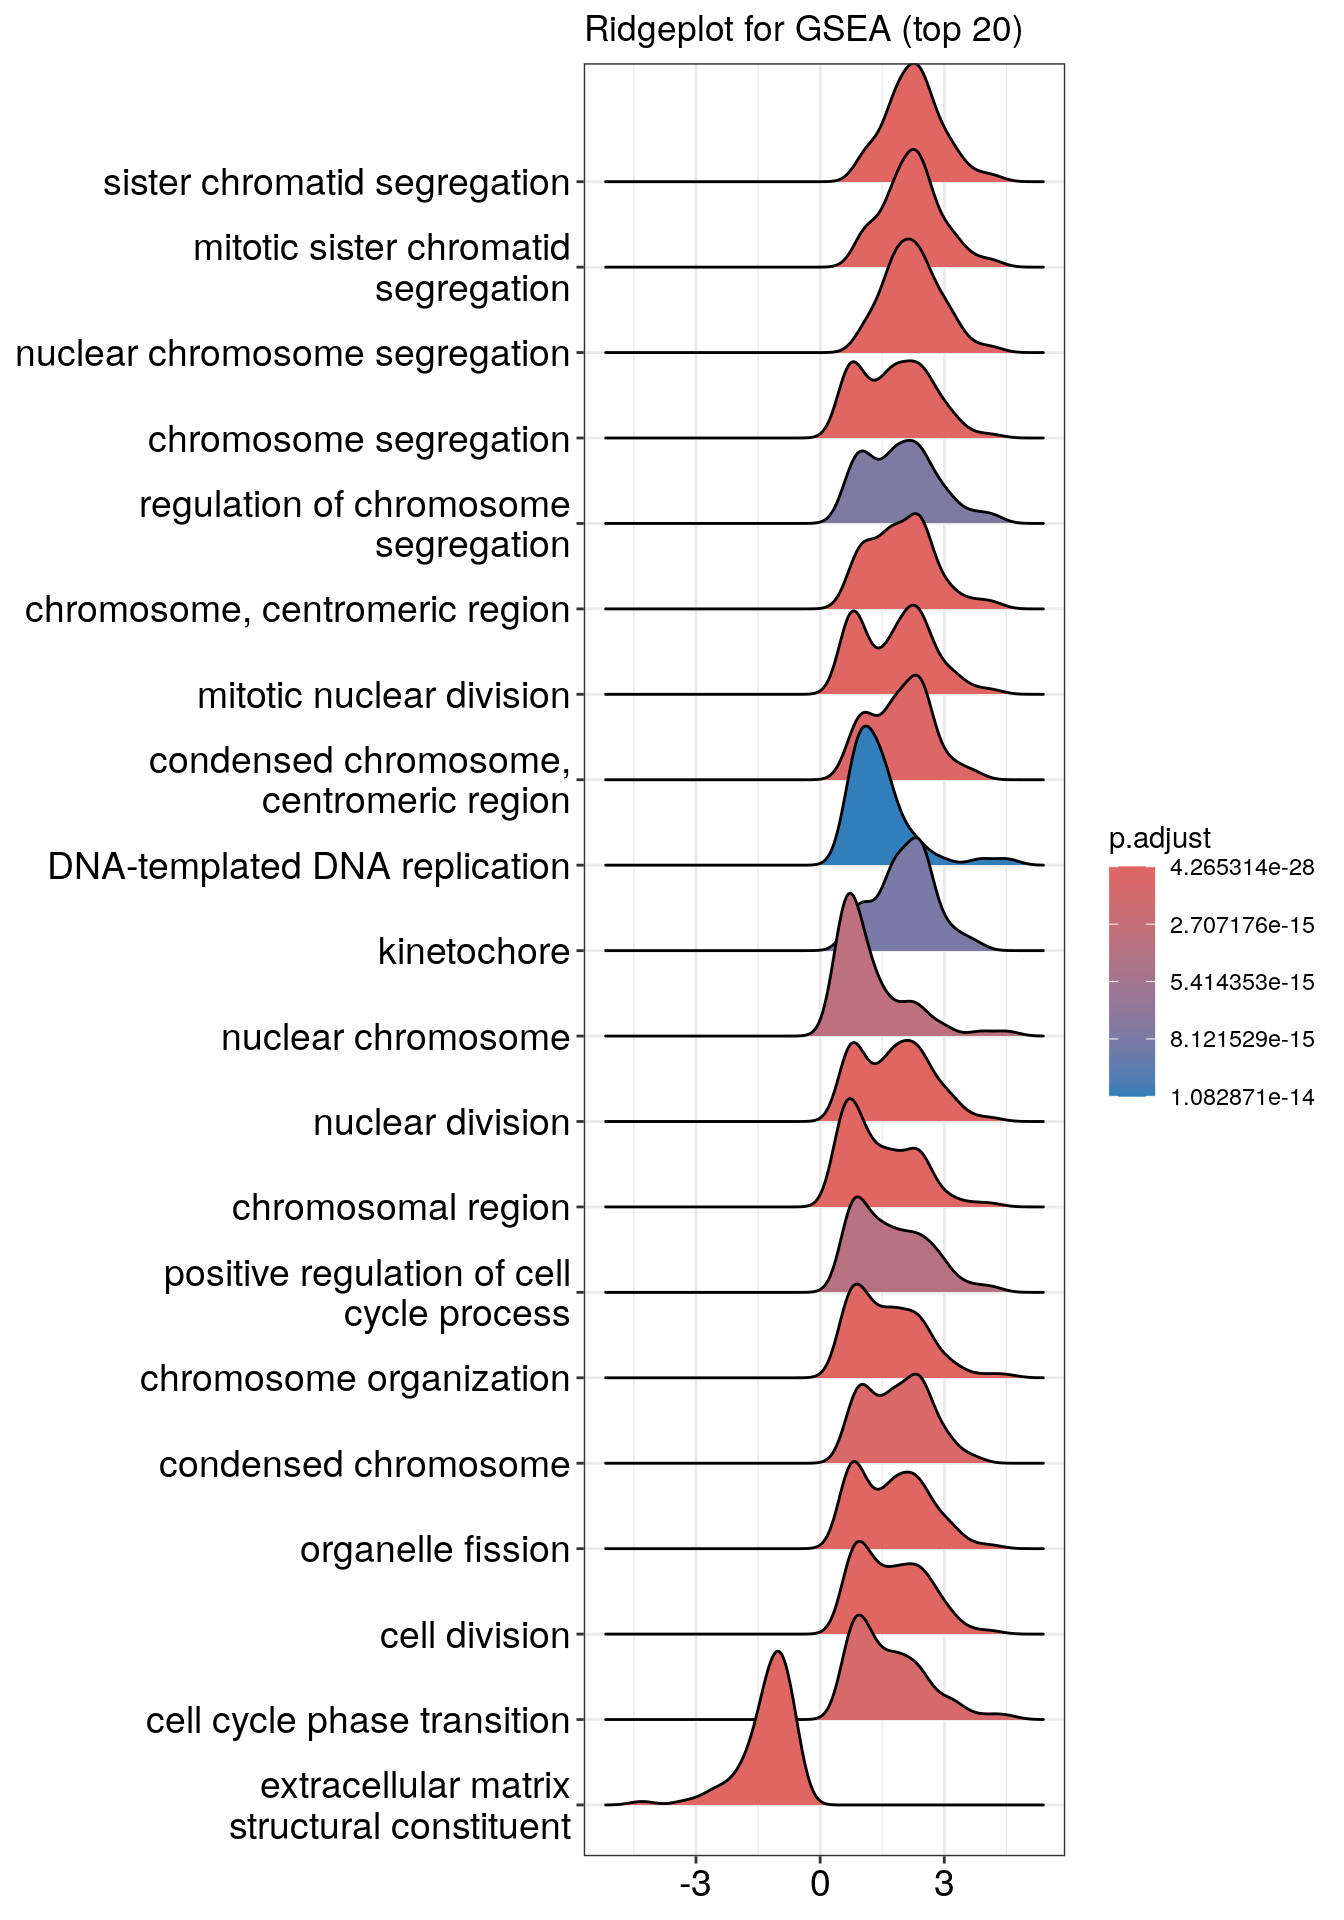 Ridgeplot for GSEA (top 20)
sister chromatid segregation
mitotic sister chromatid
segregation
nuclear chromosome segregation
chromosome segregation
regulation of chromosome
segregation
chromosome, centromeric region
mitotic nuclear division
condensed chromosome,
centromeric region
DNA-templated DNA replication
kinetochore
nuclear chromosome
nuclear division
chromosomal region
positive regulation of cell
cycle process
chromosome organization
condensed chromosome
organelle fission
cell division
cell cycle phase transition
extracellular matrix
structural constituent
-3 0 3
p.adjust
4.265314e-28
2.707176e-15
5.414353e-15
8.121529e-15
1.082871e-14